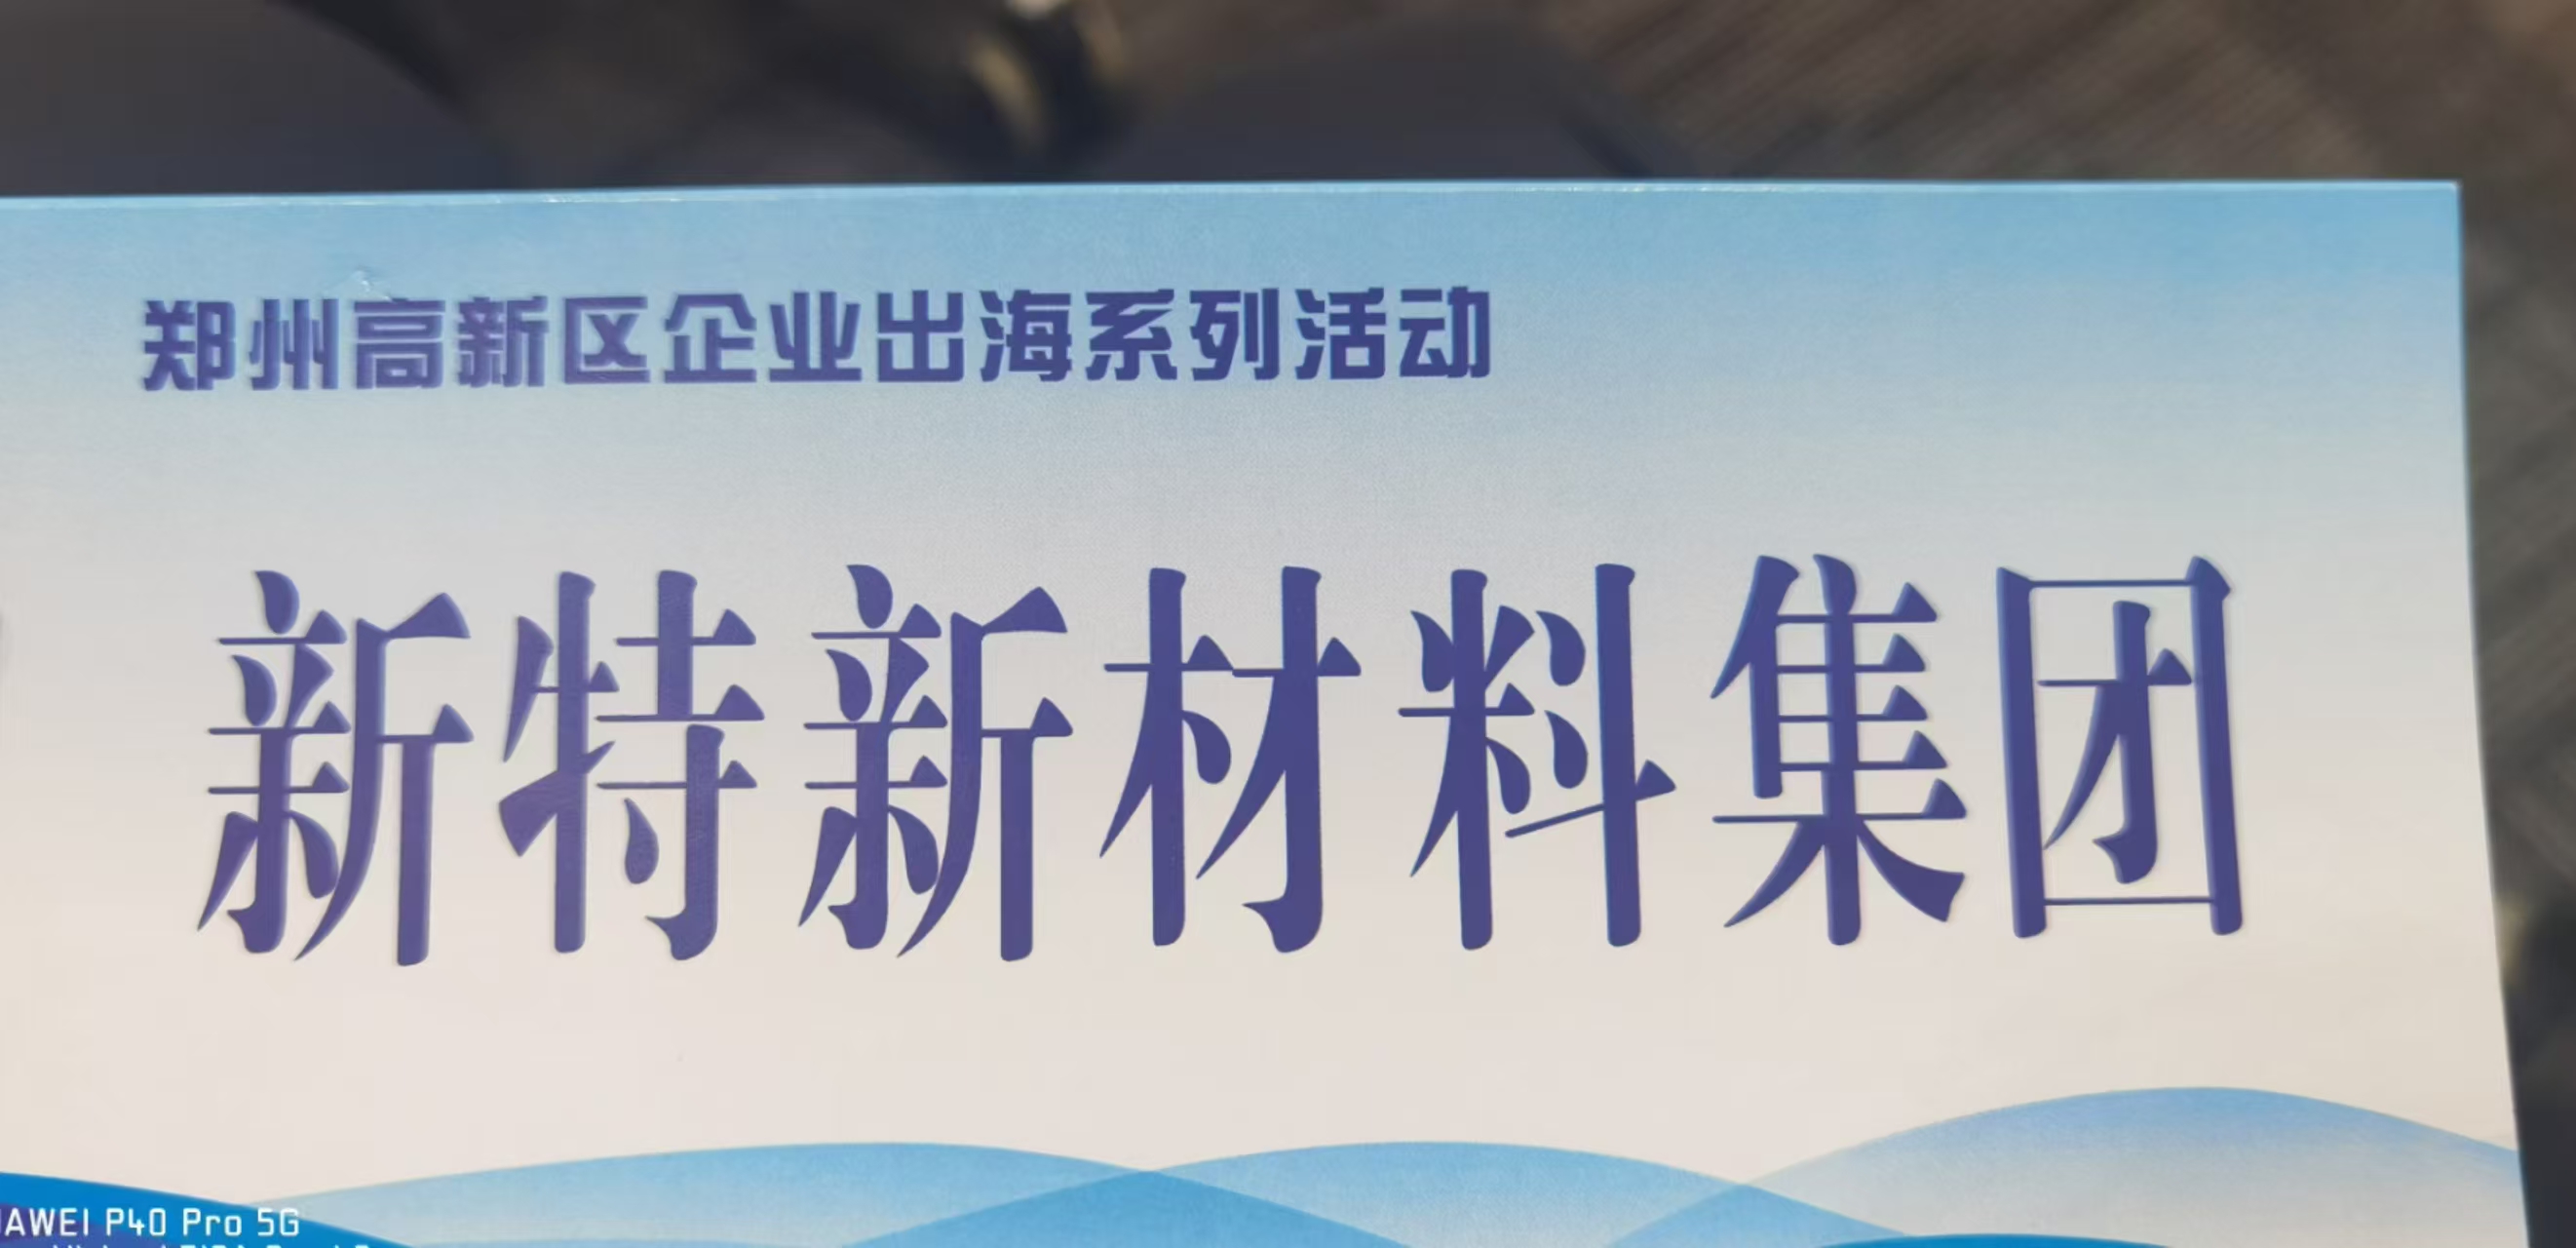 郑州高新区企业出海系列活动
新特新材料集团
AWEI P40 Pro 5G